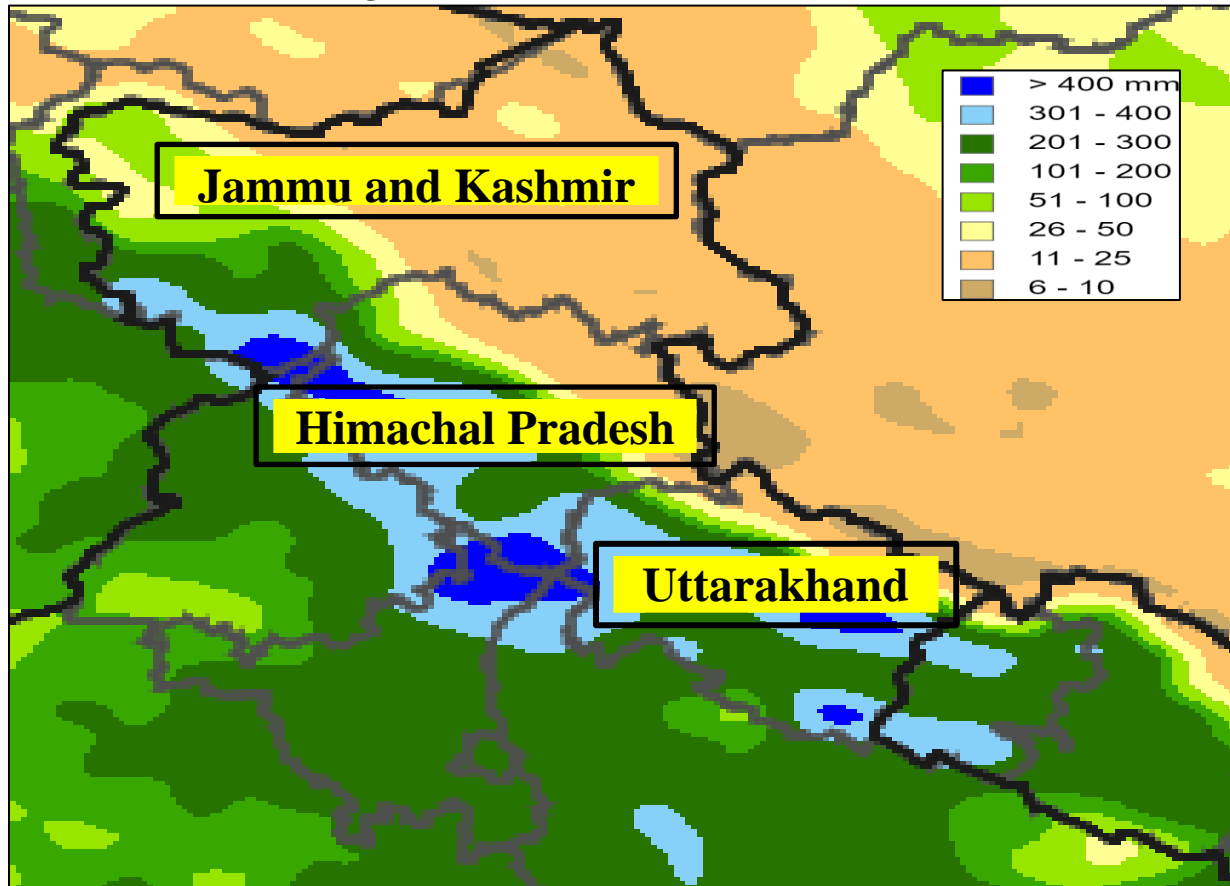 > 400 mm
301 - 400
201 - 300
101 - 200
51 - 100
26 - 50
11 - 25
6 - 10
Jammu and Kashmir
Himachal Pradesh
Uttarakhand